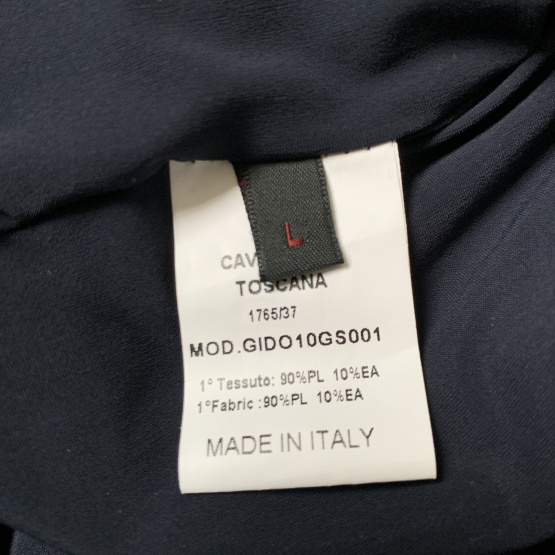 L
CAV
TOSCANA
1765/37
MOD.GIDO10GS001
1° Tessuto: 90%PL 10%EA
1°Fabric :90%PL 10%EA
MADE IN ITALY